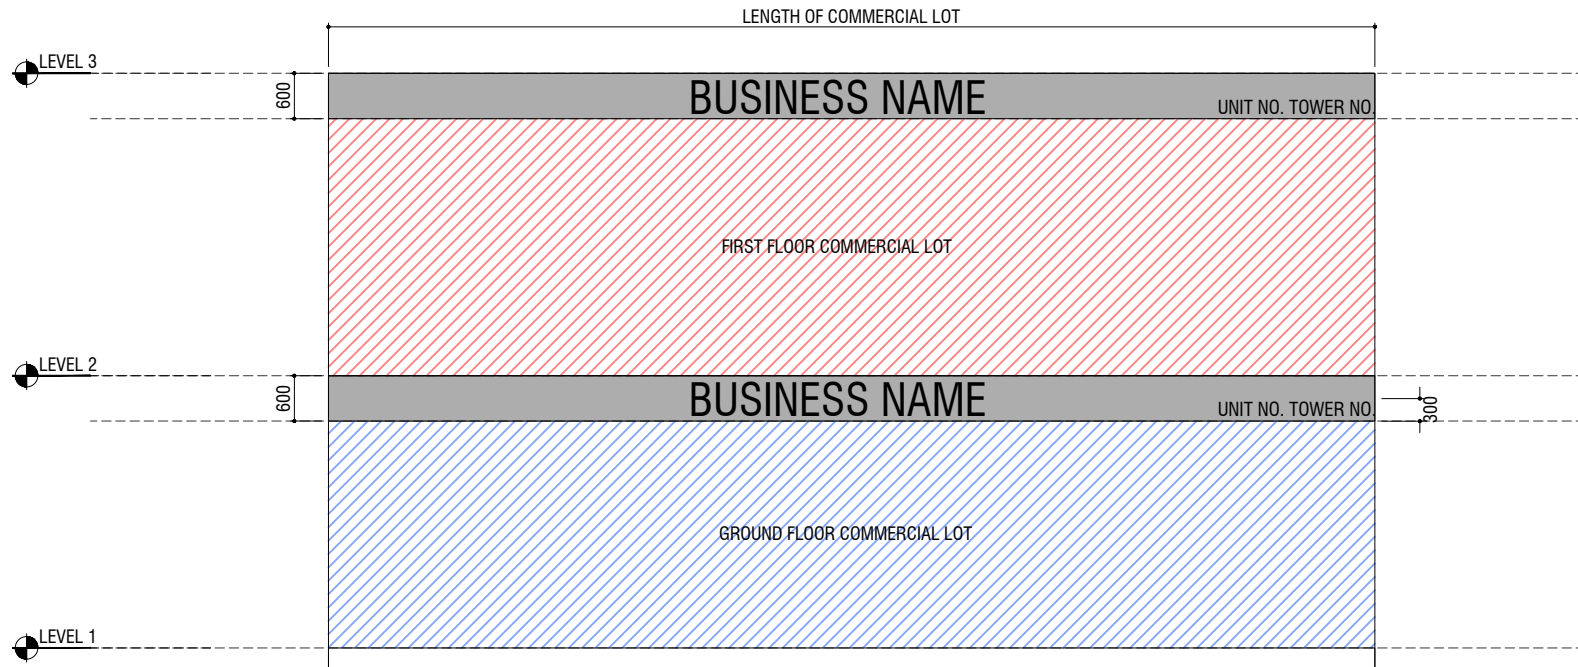 LENGTH OF COMMERCIAL LOT
LEVEL 3
600
BUSINESS NAME
UNIT NO. TOWER NO.
FIRST FLOOR COMMERCIAL LOT
LEVEL 2
600
BUSINESS NAME
UNIT NO. TOWER NO.
300
GROUND FLOOR COMMERCIAL LOT
LEVEL 1